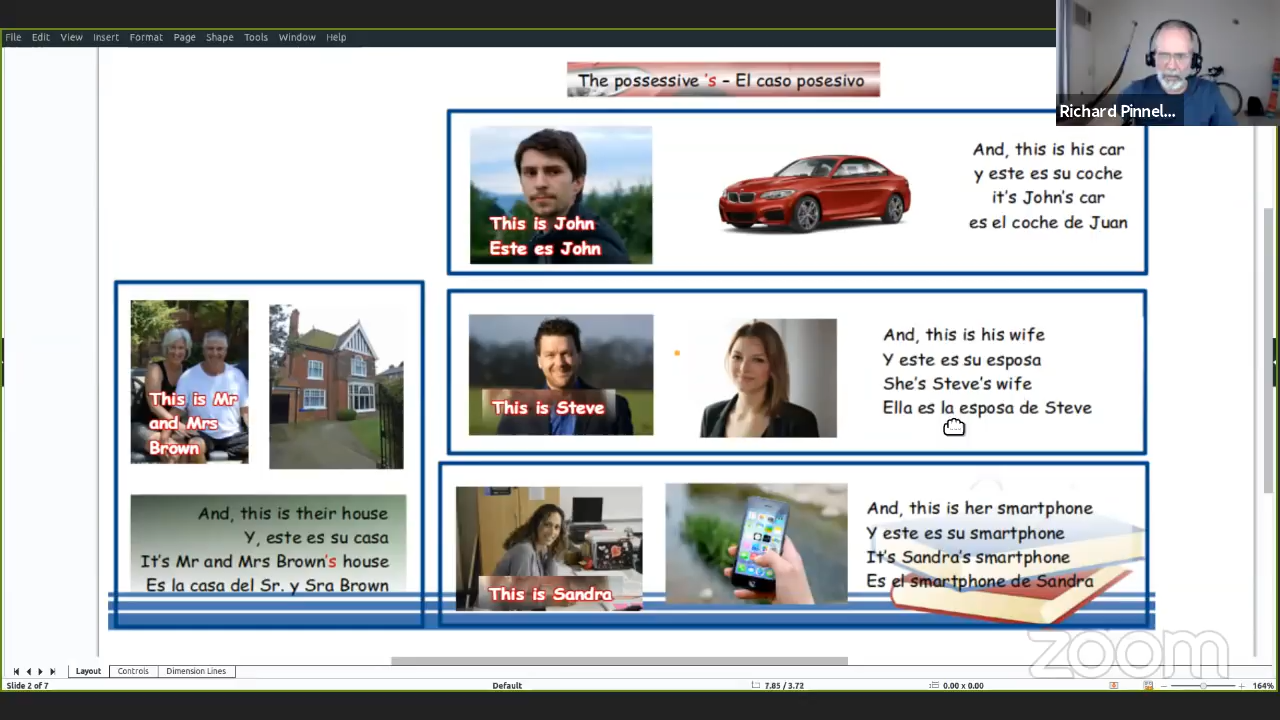 File Edit View Insert Format Page Shape Tools Window Help
Richard Pinnel...
The possessive 's – El caso posesivo
This is John
Este es John
And, this is his car
y este es su coche
it's John's car
es el coche de Juan
This is Mr
and Mrs
Brown
And, this is their house
Y, este es su casa
It's Mr and Mrs Brown's house
Es la casa del Sr. y Sra Brown
This is Steve
And, this is his wife
Y este es su esposa
She's Steve's wife
Ella es la esposa de Steve
This is Sandra
And, this is her smartphone
Y este es su smartphone
It's Sandra's smartphone
Es el smartphone de Sandra
zoom
Layout Controls Dimension Lines
Slide 2 of 7 Default 7.85 / 3.72 0.00 x 0.00 164%